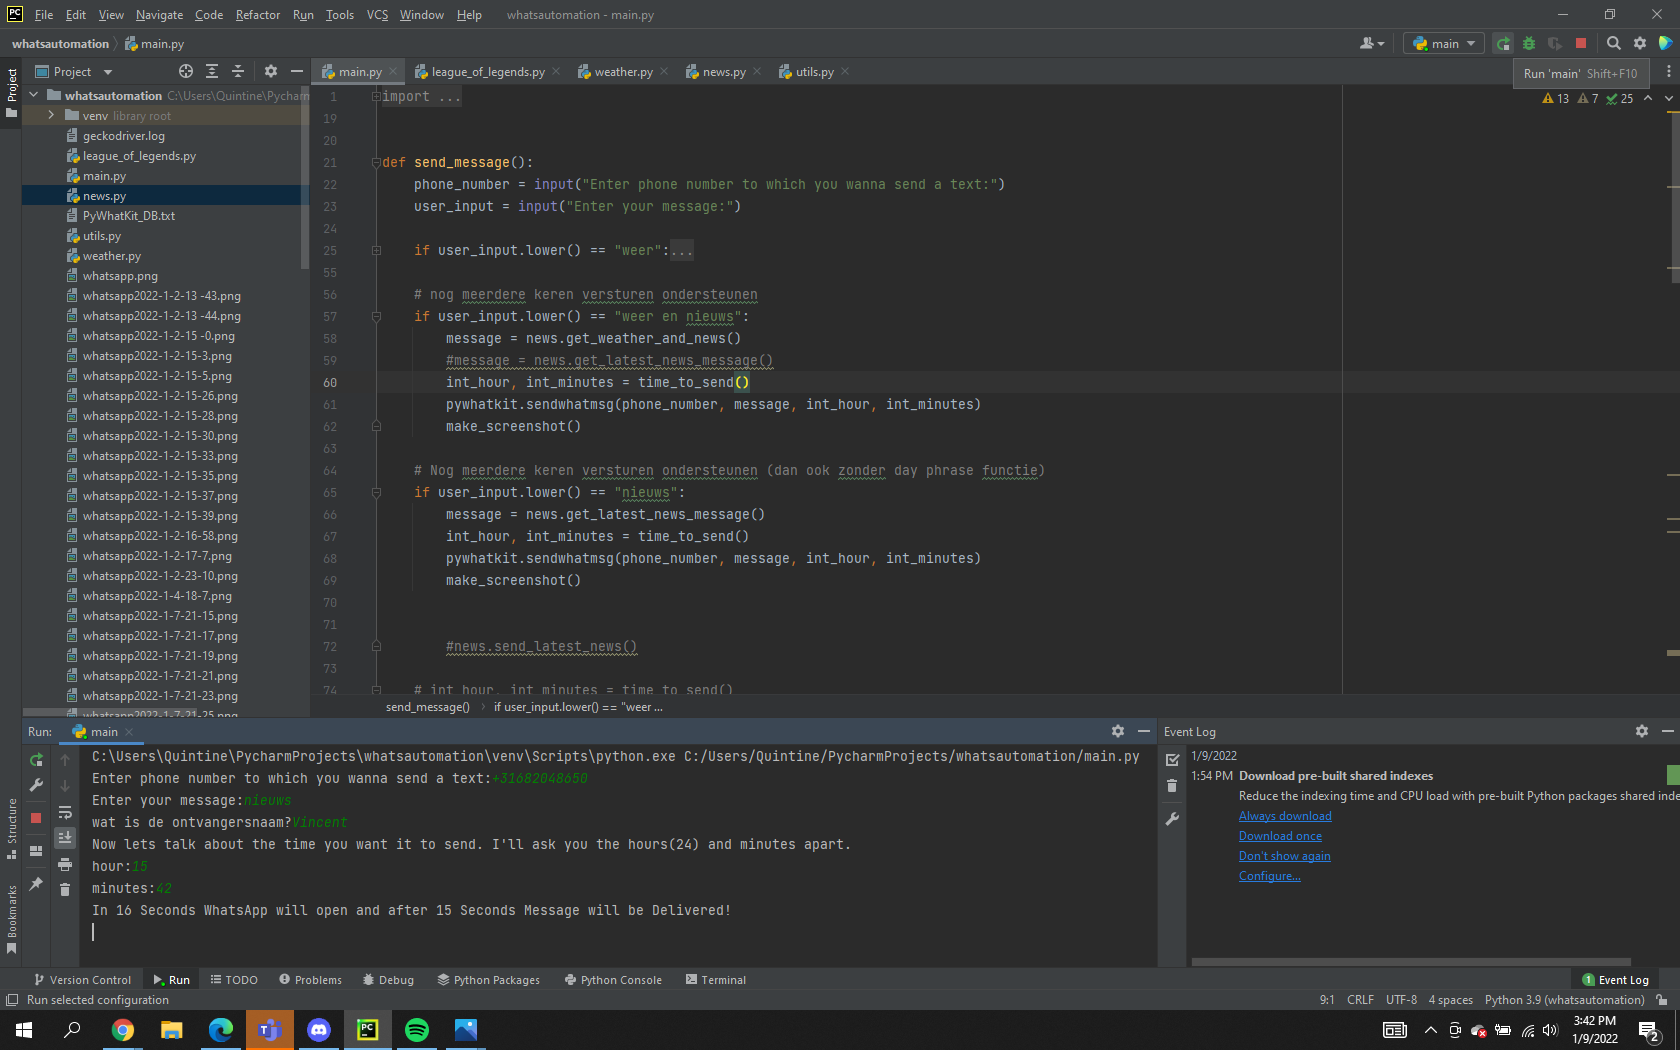 File Edit View Navigate Code Refactor Run Tools VCS Window Help whatsautomation - main.py
whatsautomation main.py main
Project main.py league_of_legends.py weather.py news.py utils.py
Run 'main' Shift+F10
13 7 25
Project
whatsautomation C:\Users\Quintine\Pycharm
venv library root
geckodriver.log
league_of_legends.py
main.py
news.py
PyWhatKit_DB.txt
utils.py
weather.py
whatsapp.png
whatsapp2022-1-2-13 -43.png
whatsapp2022-1-2-13 -44.png
whatsapp2022-1-2-15 -0.png
whatsapp2022-1-2-15-3.png
whatsapp2022-1-2-15-5.png
whatsapp2022-1-2-15-26.png
whatsapp2022-1-2-15-28.png
whatsapp2022-1-2-15-30.png
whatsapp2022-1-2-15-33.png
whatsapp2022-1-2-15-35.png
whatsapp2022-1-2-15-37.png
whatsapp2022-1-2-15-39.png
whatsapp2022-1-2-16-58.png
whatsapp2022-1-2-17-7.png
whatsapp2022-1-2-23-10.png
whatsapp2022-1-4-18-7.png
whatsapp2022-1-7-21-15.png
whatsapp2022-1-7-21-17.png
whatsapp2022-1-7-21-19.png
whatsapp2022-1-7-21-21.png
whatsapp2022-1-7-21-23.png
whatsapp2022-1-7-21-25.png
1 import ...
19
20
21 def send_message():
22 phone_number = input("Enter phone number to which you wanna send a text:")
23 user_input = input("Enter your message:")
24
25 if user_input.lower() == "weer":...
55
56 # nog meerdere keren versturen ondersteunen
57 if user_input.lower() == "weer en nieuws":
58 message = news.get_weather_and_news()
59 #message = news.get_latest_news_message()
60 int_hour, int_minutes = time_to_send()
61 pywhatkit.sendwhatmsg(phone_number, message, int_hour, int_minutes)
62 make_screenshot()
63
64 # Nog meerdere keren versturen ondersteunen (dan ook zonder day phrase functie)
65 if user_input.lower() == "nieuws":
66 message = news.get_latest_news_message()
67 int_hour, int_minutes = time_to_send()
68 pywhatkit.sendwhatmsg(phone_number, message, int_hour, int_minutes)
69 make_screenshot()
70
71
72 #news.send_latest_news()
73
74 # int_hour, int_minutes = time_to_send()
send_message() if user_input.lower() == "weer ...
Run: main
C:\Users\Quintine\PycharmProjects\whatsautomation\venv\Scripts\python.exe C:/Users/Quintine/PycharmProjects/whatsautomation/main.py
Enter phone number to which you wanna send a text:+31682048650
Enter your message:nieuws
wat is de ontvangersnaam?Vincent
Now lets talk about the time you want it to send. I'll ask you the hours(24) and minutes apart.
hour:15
minutes:42
In 16 Seconds WhatsApp will open and after 15 Seconds Message will be Delivered!
Structure
Bookmarks
Event Log
1/9/2022
1:54 PM Download pre-built shared indexes
Reduce the indexing time and CPU load with pre-built Python packages shared inde
Always download
Download once
Don't show again
Configure...
Version Control Run TODO Problems Debug Python Packages Python Console Terminal 1 Event Log
Run selected configuration 9:1 CRLF UTF-8 4 spaces Python 3.9 (whatsautomation)
3:42 PM
1/9/2022
2